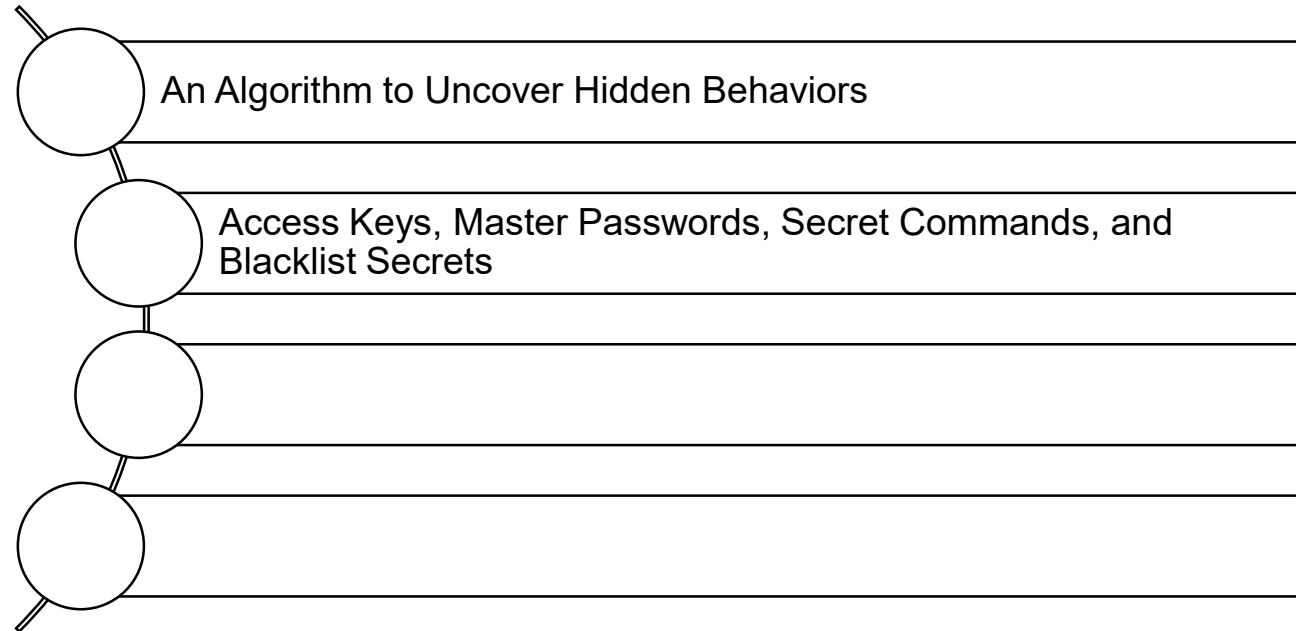 An Algorithm to Uncover Hidden Behaviors
Access Keys, Master Passwords, Secret Commands, and
Blacklist Secrets